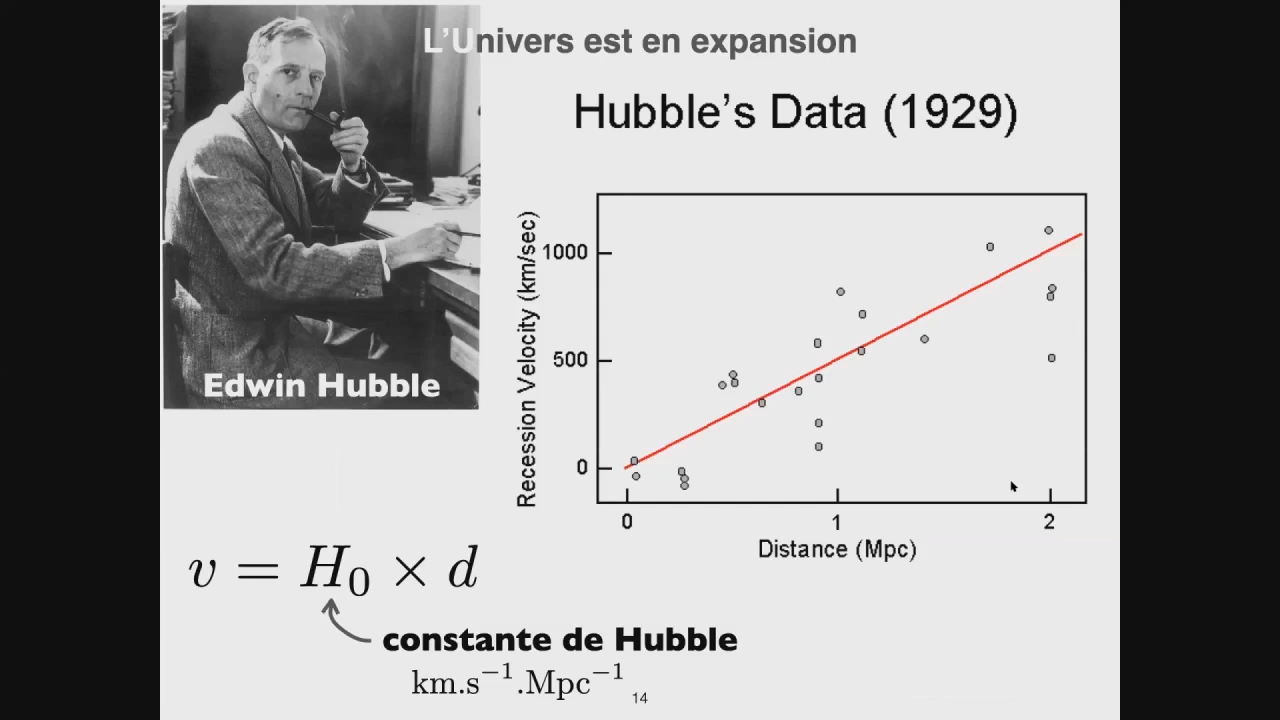 L'Univers est en expansion
Hubble's Data (1929)
Edwin Hubble
Recession Velocity (km/sec)
1000
500
0
0 1 2
Distance (Mpc)
v = H₀ × d
constante de Hubble
km.s⁻¹.Mpc⁻¹
14